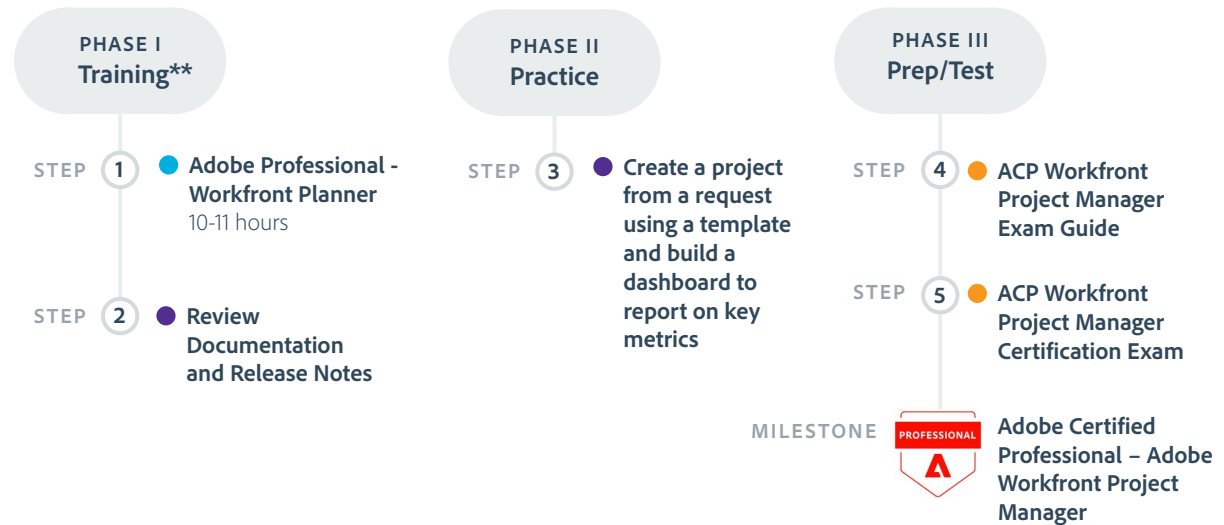 PHASE I
Training**
STEP 1
Adobe Professional -
Workfront Planner
10-11 hours
STEP 2
Review
Documentation
and Release Notes
PHASE II
Practice
STEP 3
Create a project
from a request
using a template
and build a
dashboard to
report on key
metrics
PHASE III
Prep/Test
STEP 4
ACP Workfront
Project Manager
Exam Guide
STEP 5
ACP Workfront
Project Manager
Certification Exam
MILESTONE
PROFESSIONAL
Adobe Certified
Professional – Adobe
Workfront Project
Manager